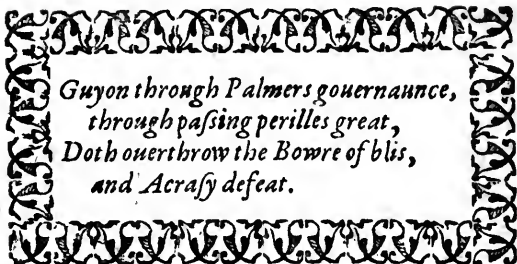 Guyon through Palmers gouernaunce,
through paſsing perilles great,
Doth ouerthrow the Bowre of blis,
and Acraſy defeat.